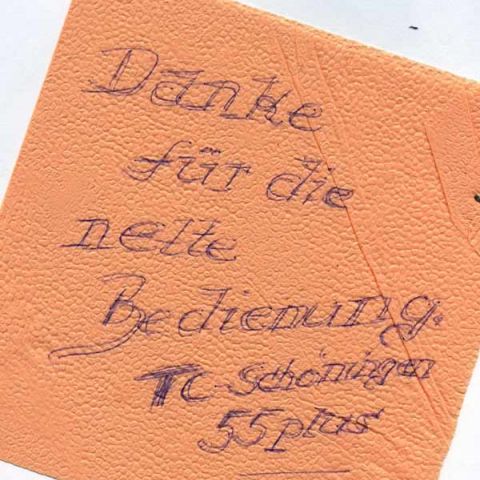 Danke
für die
nette
Bedienung.
TC-Schöningen
55plus